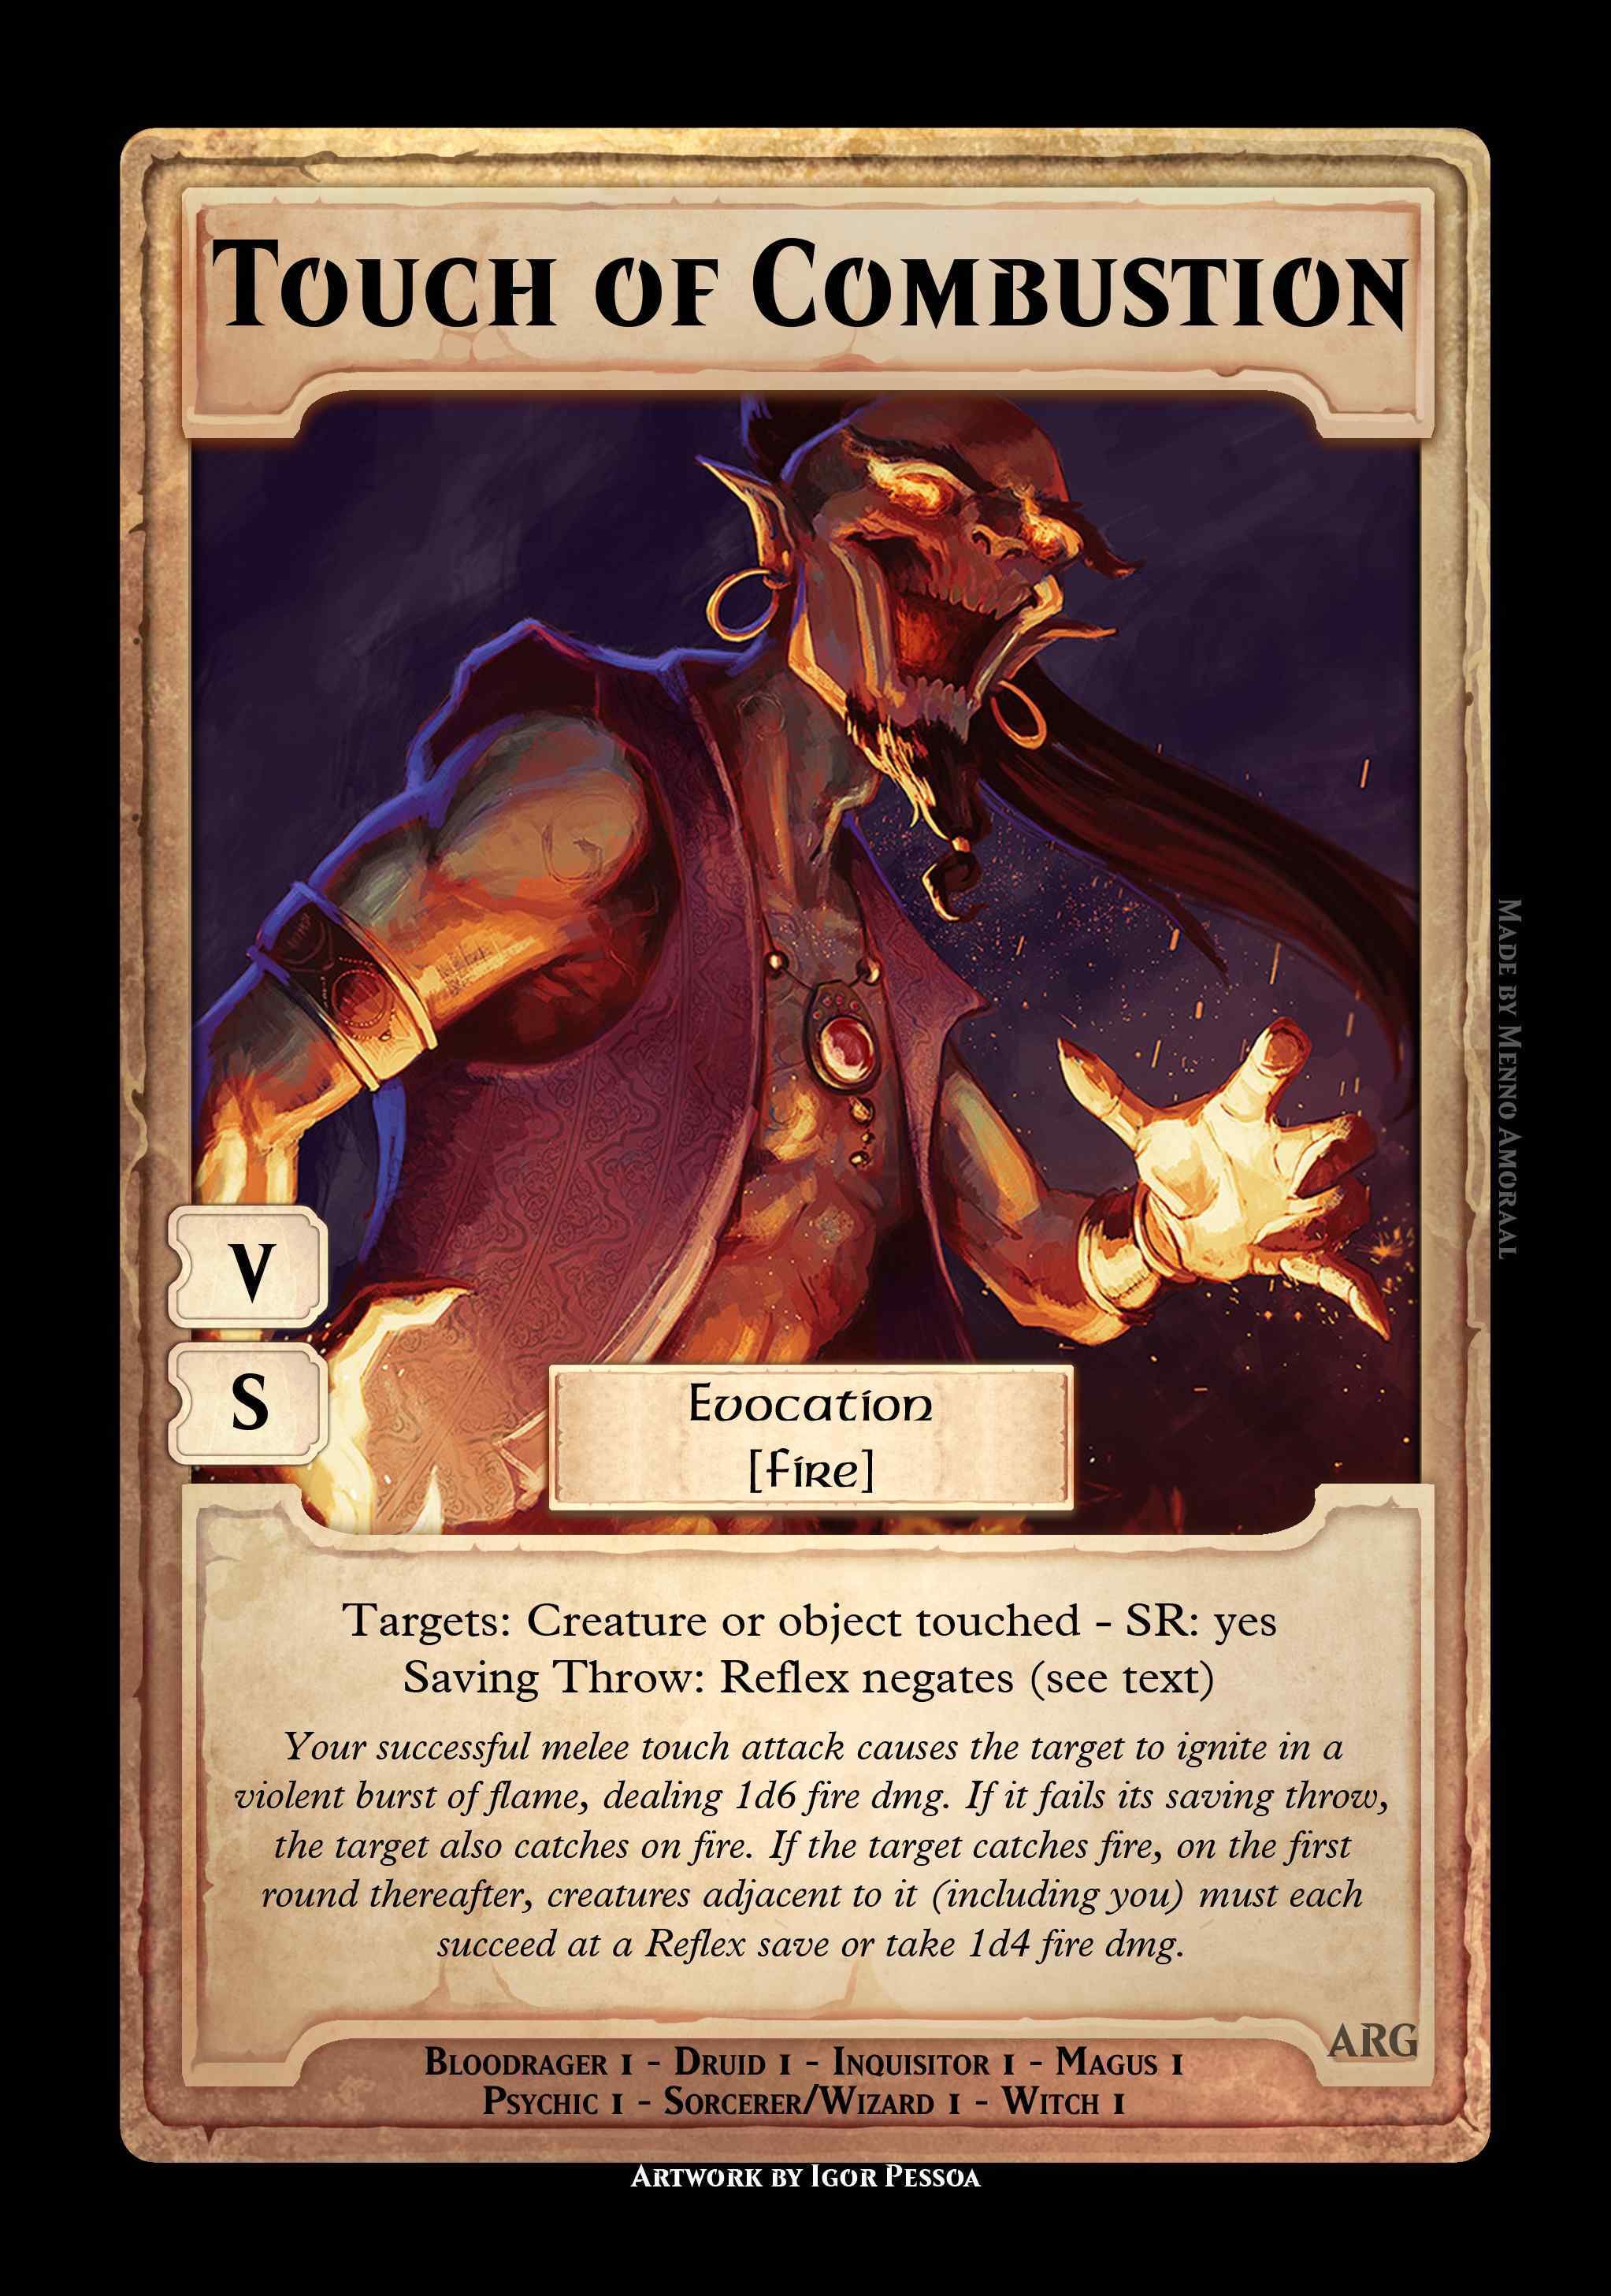 Touch of Combustion
V
S
Evocation
[fire]
Targets: Creature or object touched - SR: yes
Saving Throw: Reflex negates (see text)
Your successful melee touch attack causes the target to ignite in a
violent burst of flame, dealing 1d6 fire dmg. If it fails its saving throw,
the target also catches on fire. If the target catches fire, on the first
round thereafter, creatures adjacent to it (including you) must each
succeed at a Reflex save or take 1d4 fire dmg.
ARG
Bloodrager 1 - Druid 1 - Inquisitor 1 - Magus 1
Psychic 1 - Sorcerer/Wizard 1 - Witch 1
Artwork by Igor Pessoa
Made by Menno Amoraal